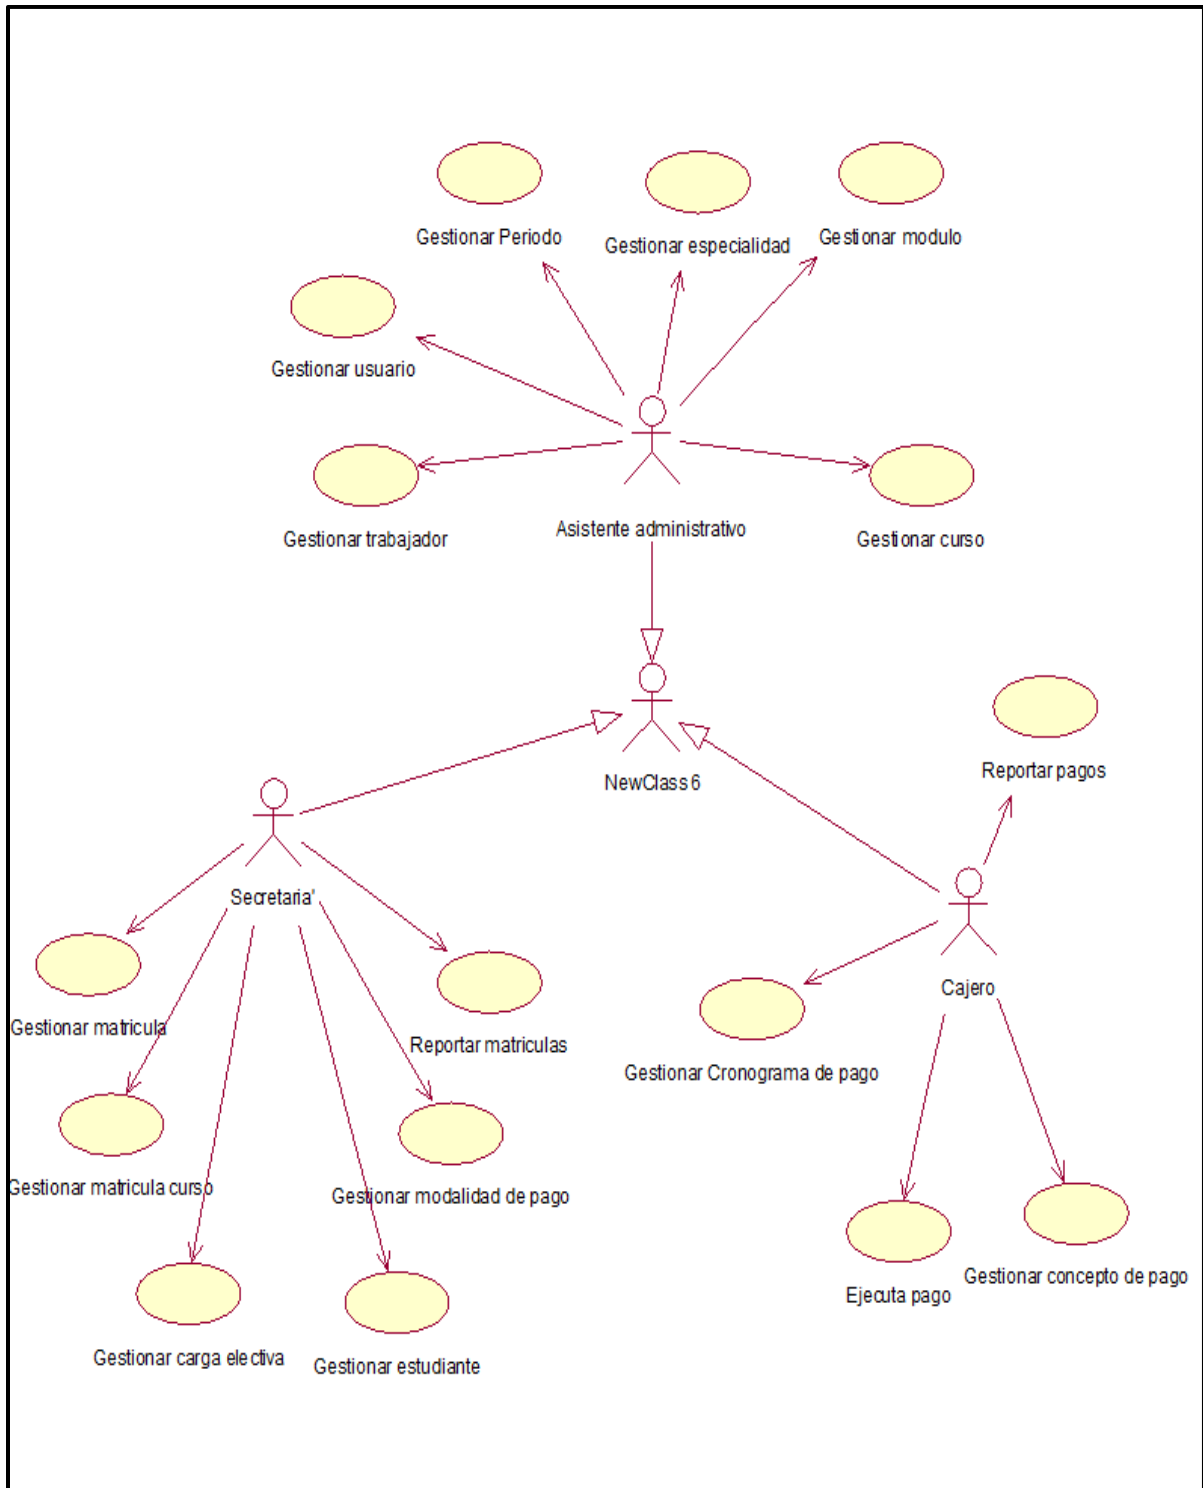 Gestionar Periodo
Gestionar especialidad
Gestionar modulo
Gestionar usuario
Gestionar trabajador
Asistente administrativo
Gestionar curso
NewClass6
Reportar pagos
Secretaria'
Cajero
Gestionar matricula
Reportar matriculas
Gestionar Cronograma de pago
Gestionar matricula curso
Gestionar modalidad de pago
Ejecuta pago
Gestionar concepto de pago
Gestionar carga electiva
Gestionar estudiante